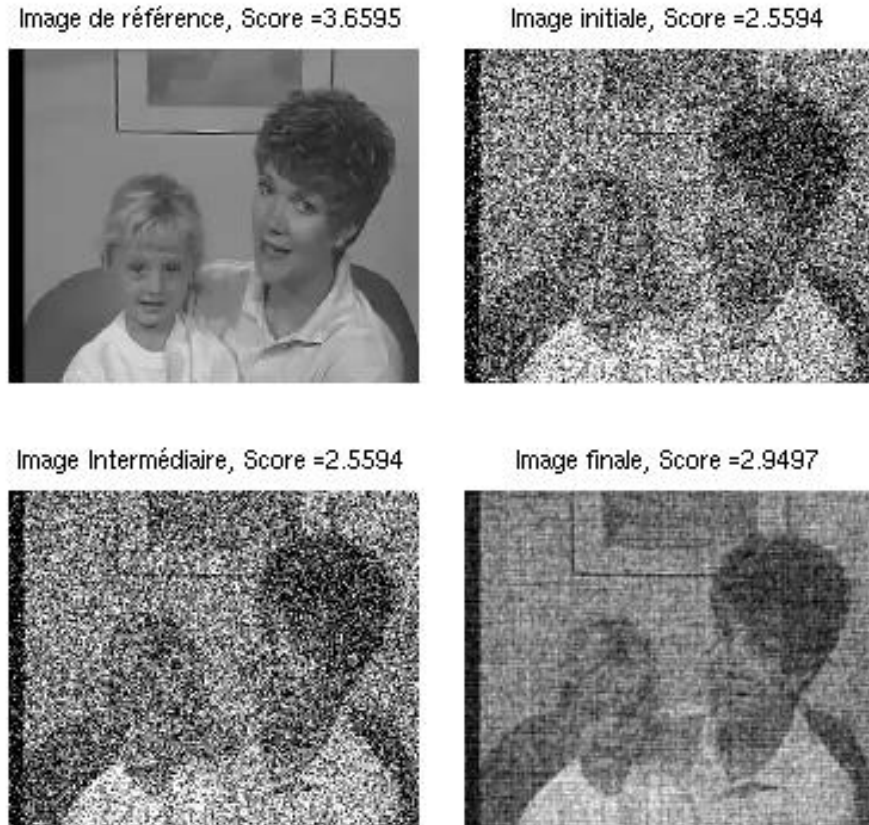 Image de référence, Score =3.6595
Image initiale, Score =2.5594
Image Intermédiaire, Score =2.5594
Image finale, Score =2.9497